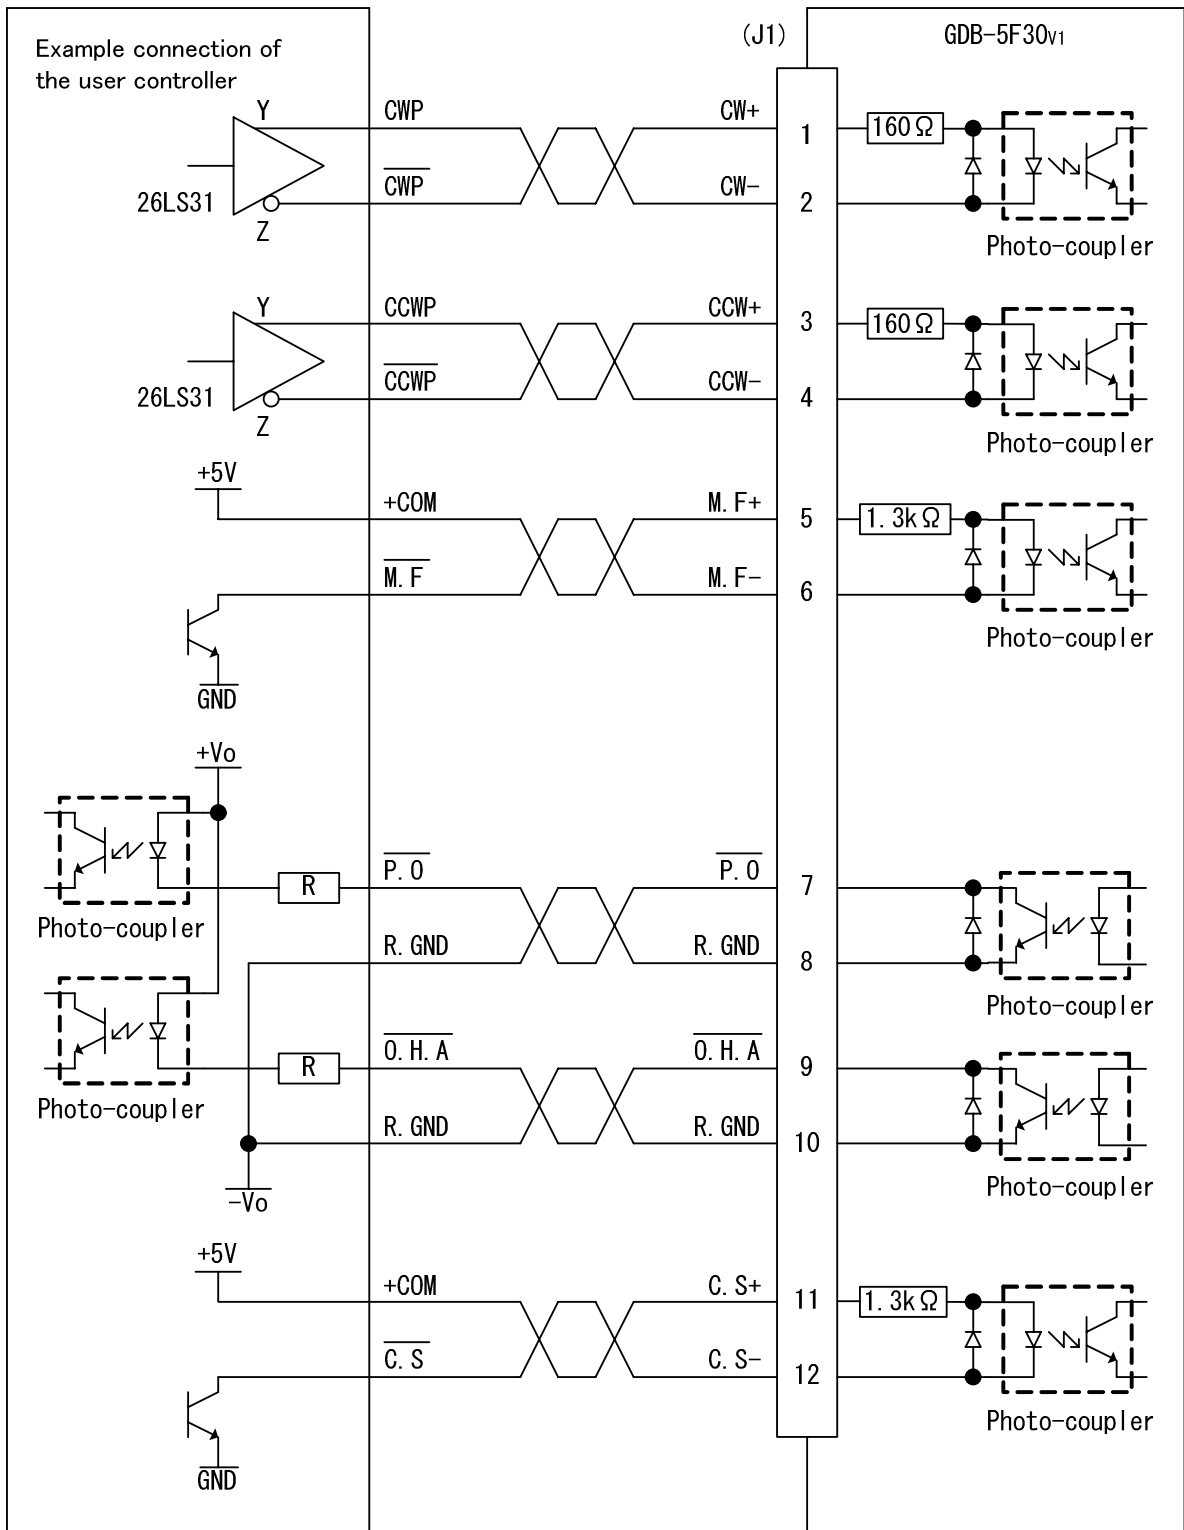 Example connection of
the user controller
(J1)
GDB-5F30V1
Y
CWP
CW+
1
160Ω
26LS31
CWP
CW-
2
Z
Photo-coupler
Y
CCWP
CCW+
3
160Ω
26LS31
CCWP
CCW-
4
Z
Photo-coupler
+5V
+COM
M.F+
5
1.3kΩ
M.F
M.F-
6
Photo-coupler
GND
+Vo
P.O
P.O
7
R
Photo-coupler
R.GND
R.GND
8
Photo-coupler
O.H.A
O.H.A
9
R
Photo-coupler
R.GND
R.GND
10
Photo-coupler
-Vo
+5V
+COM
C.S+
11
1.3kΩ
C.S
C.S-
12
Photo-coupler
GND